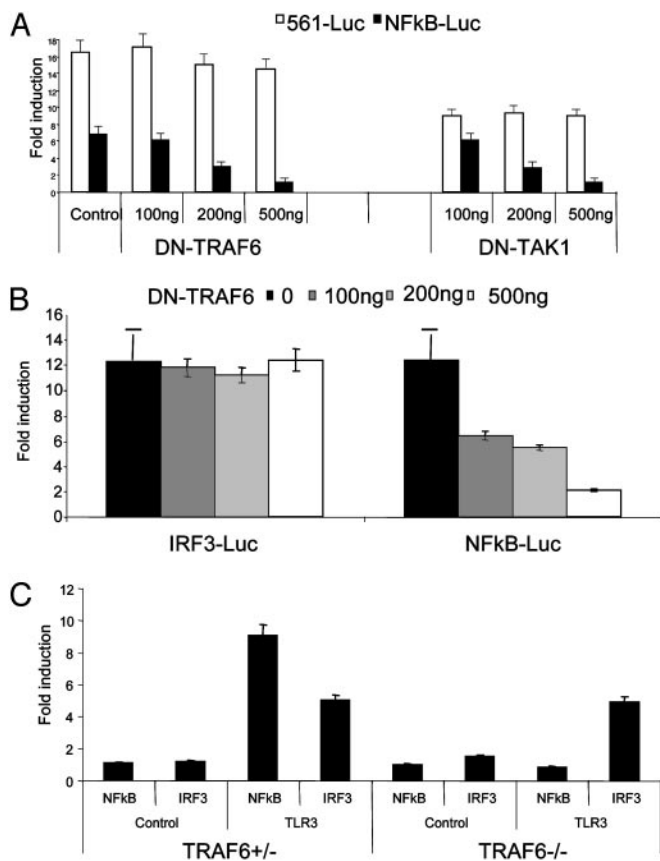 A
561-Luc NFkB-Luc
Fold induction
18
16
14
12
10
8
6
4
2
0
Control 100ng 200ng 500ng 100ng 200ng 500ng
DN-TRAF6 DN-TAK1
B
DN-TRAF6 0 100ng 200ng 500ng
Fold induction
16
14
12
10
8
6
4
2
0
IRF3-Luc NFkB-Luc
C
Fold induction
12
10
8
6
4
2
0
NFkB IRF3 NFkB IRF3 NFkB IRF3 NFkB IRF3
Control TLR3 Control TLR3
TRAF6+/- TRAF6-/-